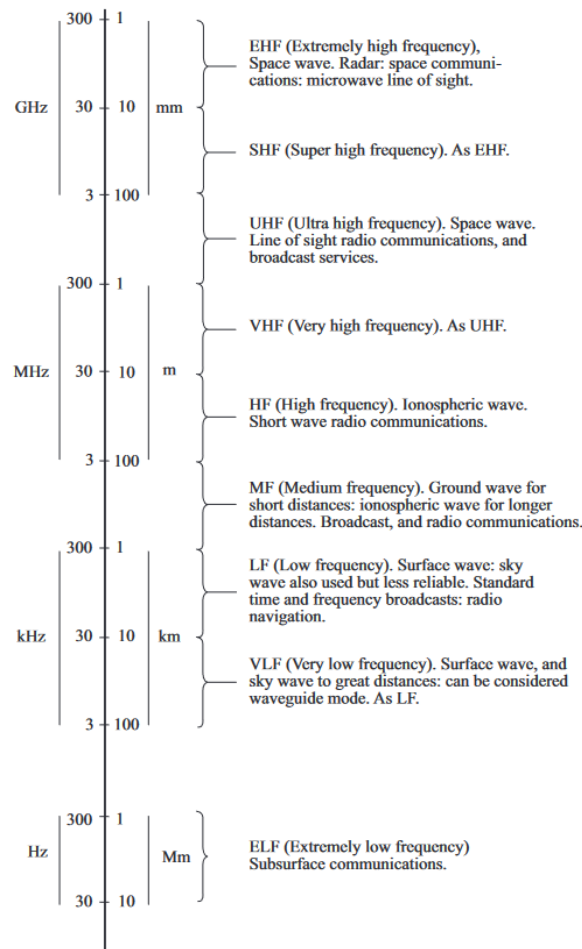 300 1
EHF (Extremely high frequency),
Space wave. Radar: space communi-
cations: microwave line of sight.
GHz 30 10 mm
SHF (Super high frequency). As EHF.
3 100
UHF (Ultra high frequency). Space wave.
Line of sight radio communications, and
broadcast services.
300 1
VHF (Very high frequency). As UHF.
MHz 30 10 m
HF (High frequency). Ionospheric wave.
Short wave radio communications.
3 100
MF (Medium frequency). Ground wave for
short distances: ionospheric wave for longer
distances. Broadcast, and radio communications.
300 1
LF (Low frequency). Surface wave: sky
wave also used but less reliable. Standard
time and frequency broadcasts: radio
navigation.
kHz 30 10 km
VLF (Very low frequency). Surface wave, and
sky wave to great distances: can be considered
waveguide mode. As LF.
3 100
300 1
Hz Mm
ELF (Extremely low frequency)
Subsurface communications.
30 10